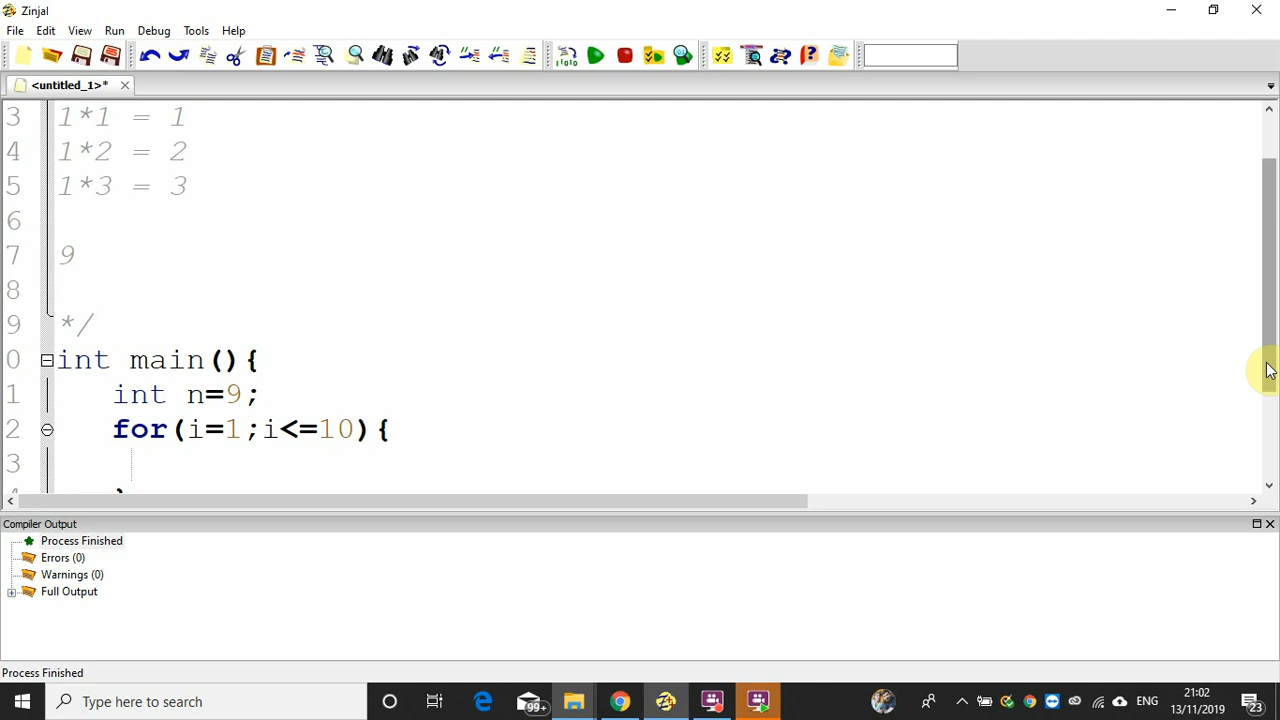 Zinjal
File Edit View Run Debug Tools Help
<untitled_1>*
3 1*1 = 1
4 1*2 = 2
5 1*3 = 3
6
7 9
8
9 */
0 int main(){
1 int n=9;
2 for(i=1;i<=10){
3
Compiler Output
Process Finished
Errors (0)
Warnings (0)
Full Output
Process Finished
Type here to search
99+
ENG
21:02
13/11/2019
23